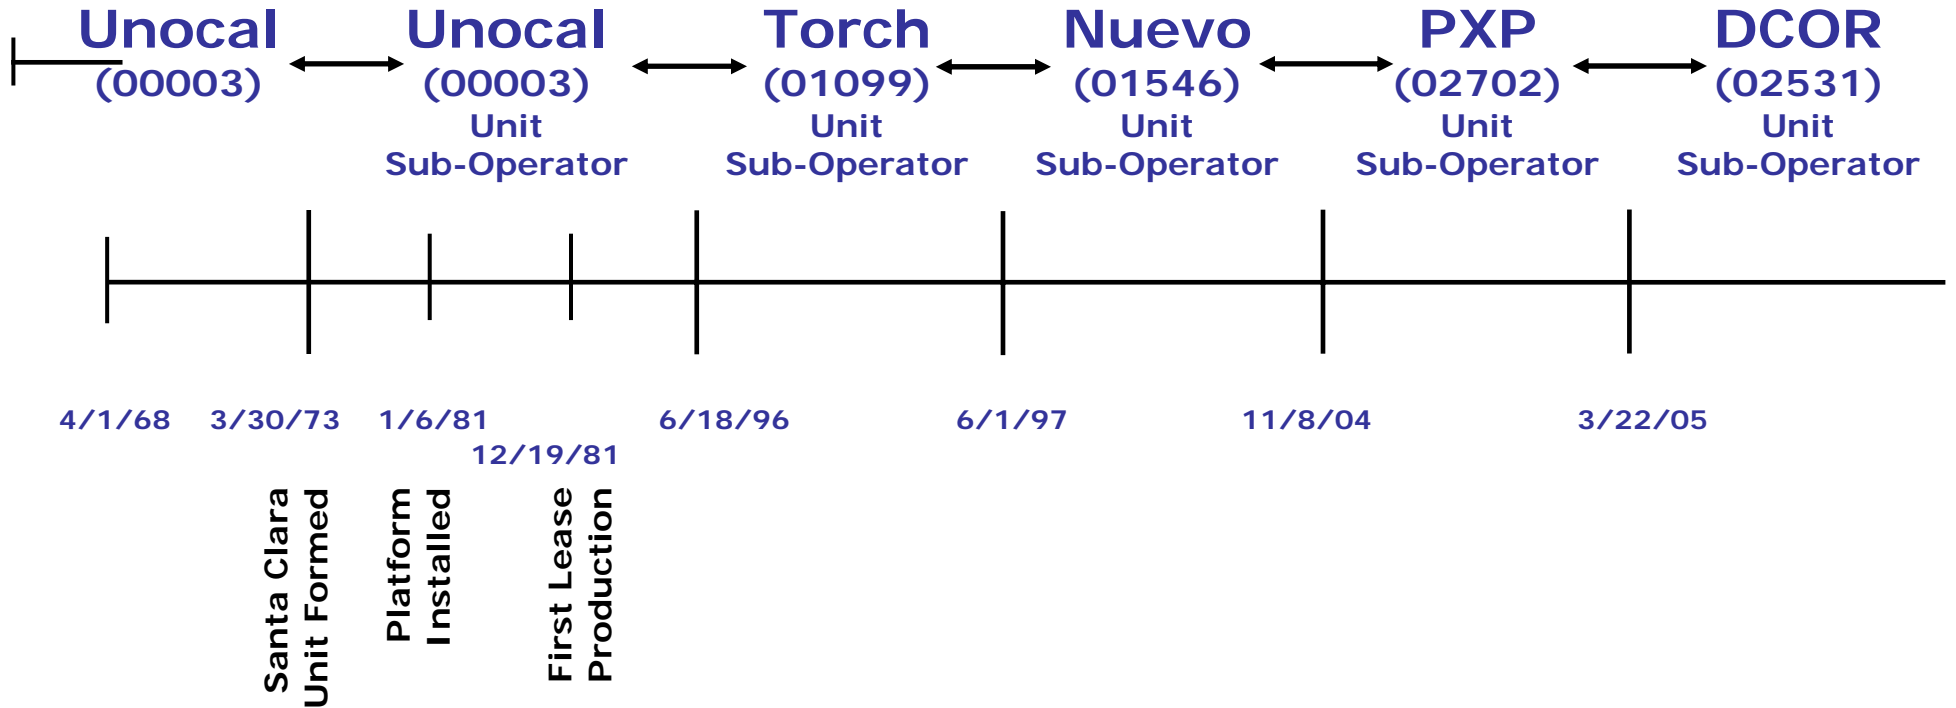 Unocal
(00003)
Unocal
(00003)
Unit
Sub-Operator
Torch
(01099)
Unit
Sub-Operator
Nuevo
(01546)
Unit
Sub-Operator
PXP
(02702)
Unit
Sub-Operator
DCOR
(02531)
Unit
Sub-Operator
4/1/68
3/30/73
1/6/81
12/19/81
6/18/96
6/1/97
11/8/04
3/22/05
Santa Clara
Unit Formed
Platform
Installed
First Lease
Production